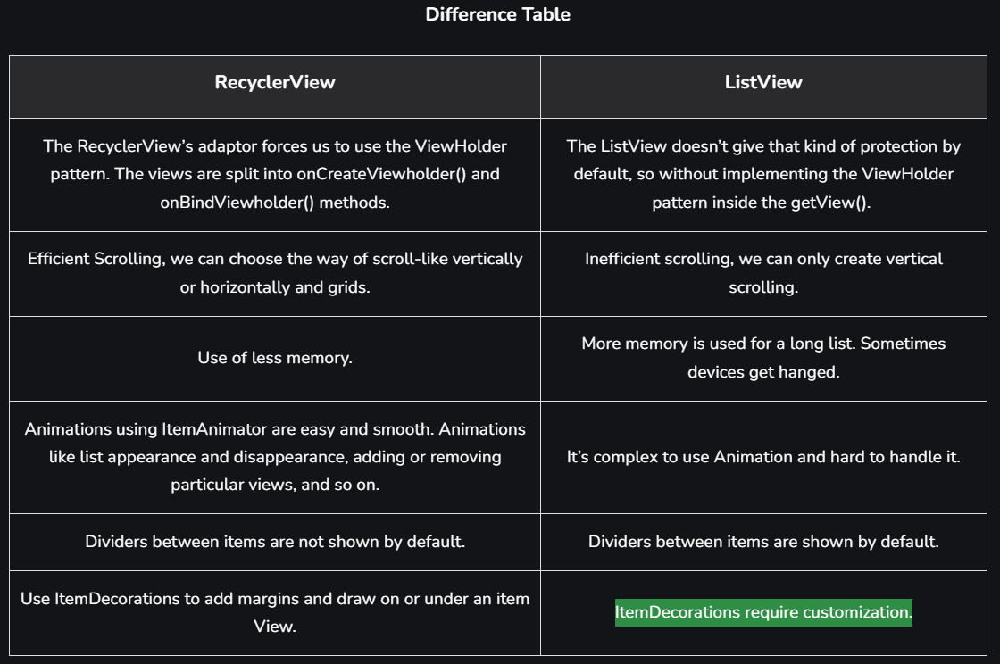 Difference Table
RecyclerView
ListView
The RecyclerView’s adaptor forces us to use the ViewHolder
pattern. The views are split into onCreateViewholder() and
onBindViewholder() methods.
The ListView doesn’t give that kind of protection by
default, so without implementing the ViewHolder
pattern inside the getView().
Efficient Scrolling, we can choose the way of scroll-like vertically
or horizontally and grids.
Inefficient scrolling, we can only create vertical
scrolling.
Use of less memory.
More memory is used for a long list. Sometimes
devices get hanged.
Animations using ItemAnimator are easy and smooth. Animations
like list appearance and disappearance, adding or removing
particular views, and so on.
It’s complex to use Animation and hard to handle it.
Dividers between items are not shown by default.
Dividers between items are shown by default.
Use ItemDecorations to add margins and draw on or under an item
View.
ItemDecorations require customization.